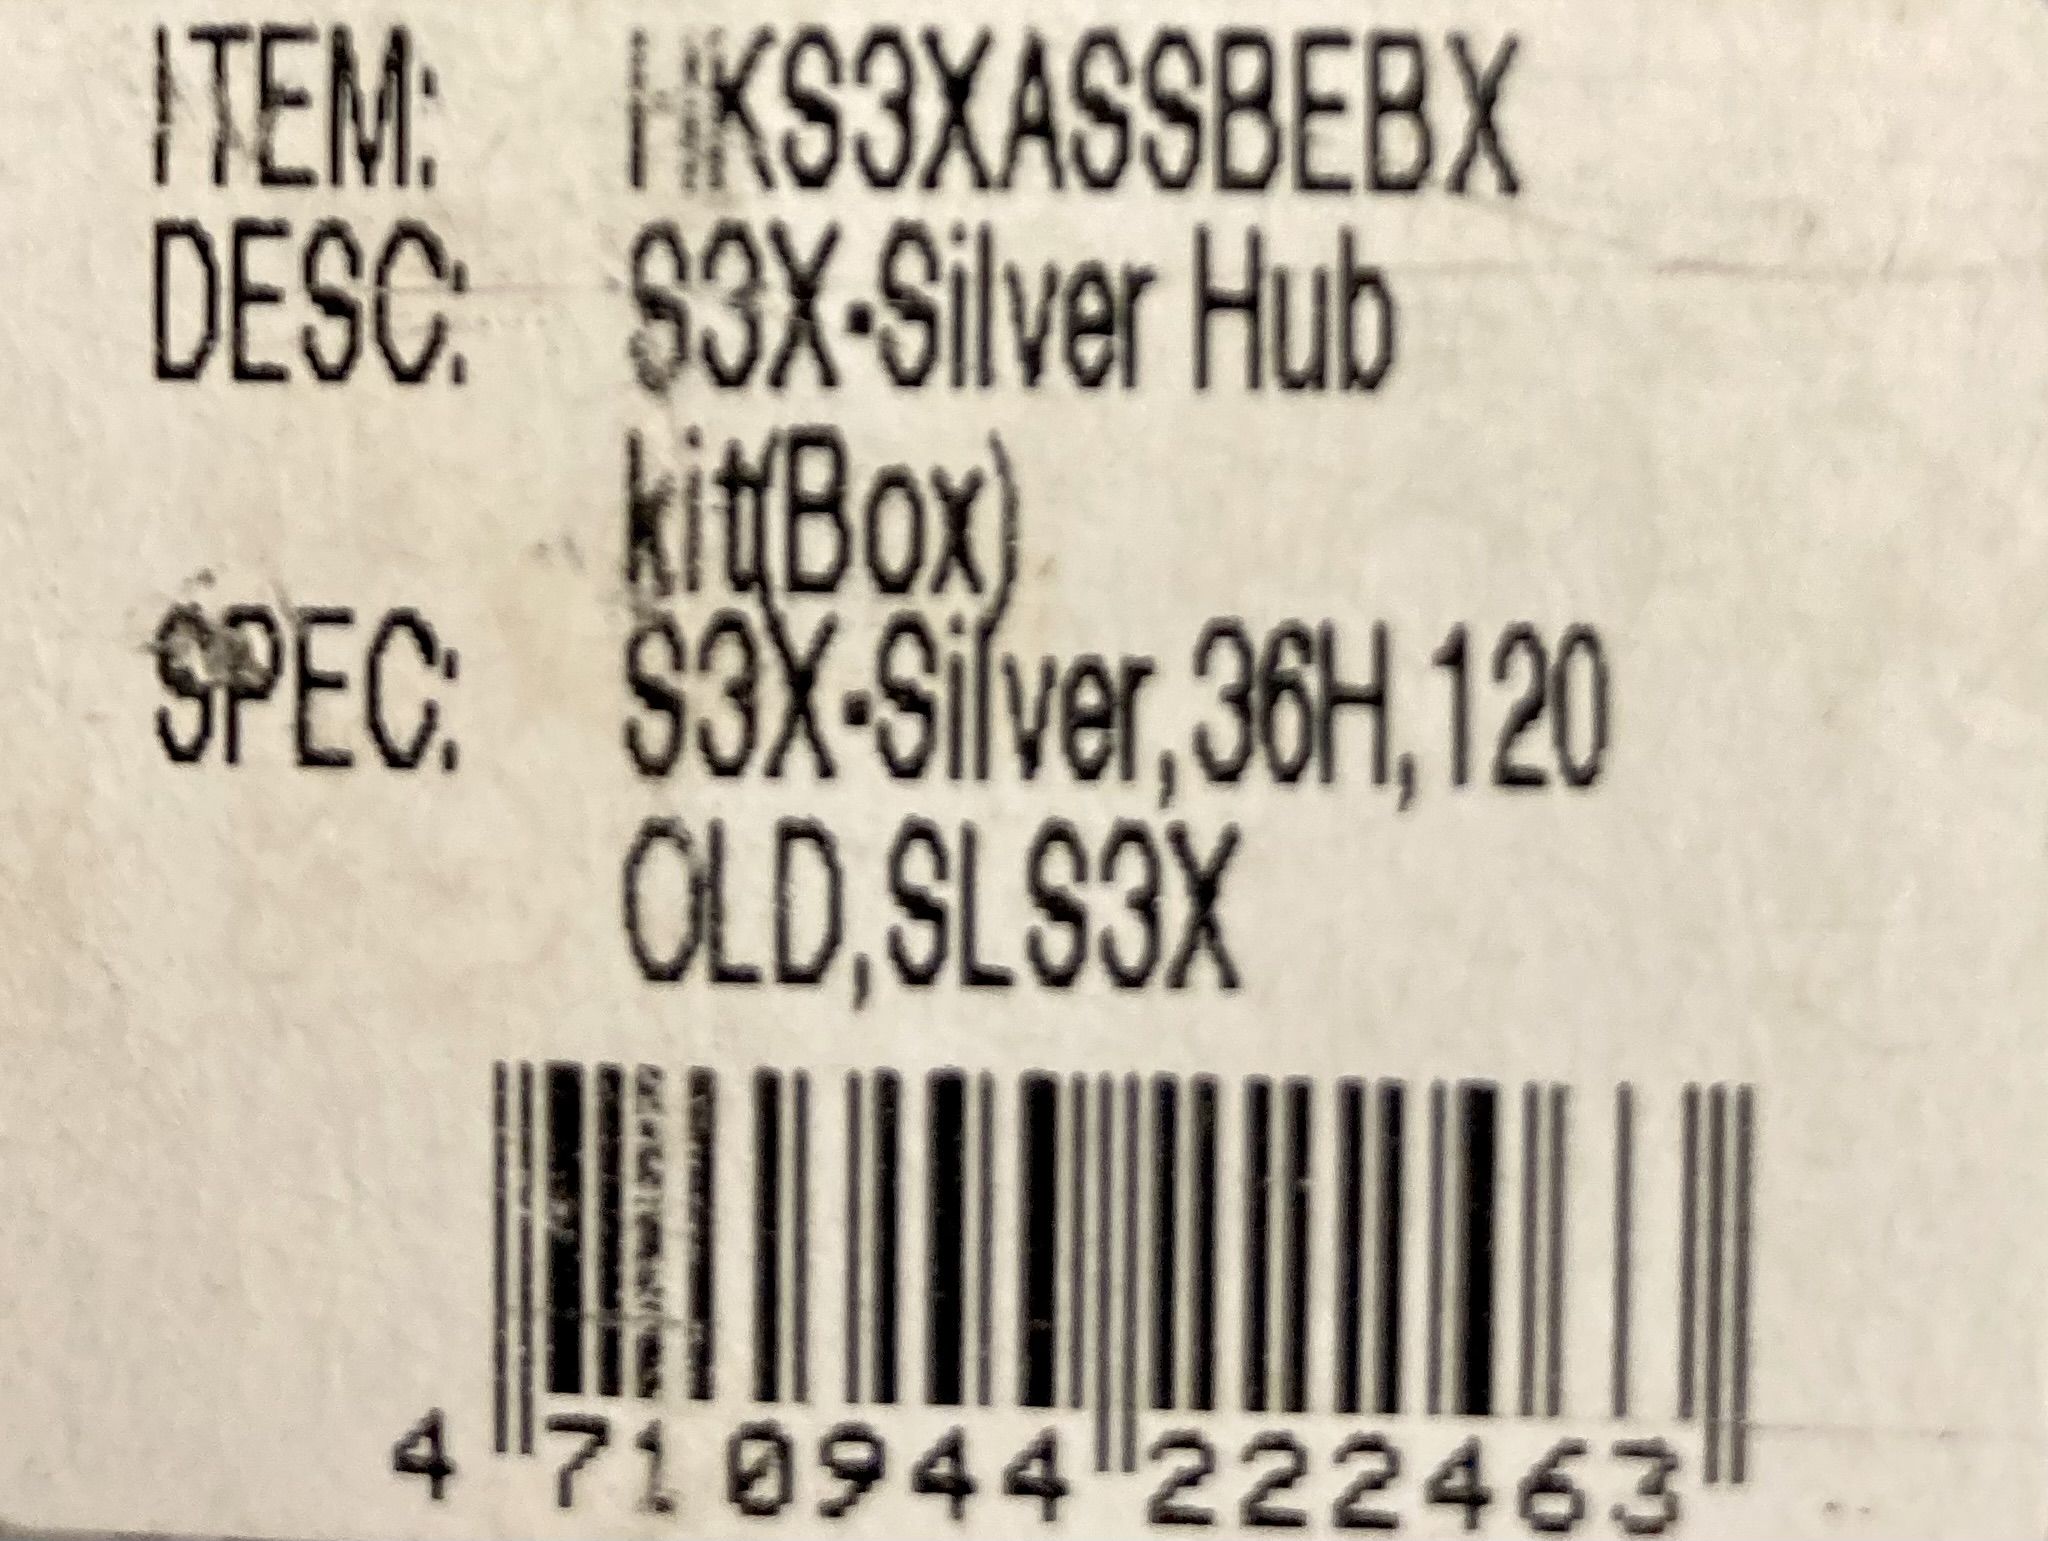 ITEM: HKS3XASSBEBX
DESC: S3X-Silver Hub
kit(Box)
SPEC: S3X-Silver,36H,120
OLD,SLS3X
4 710944 222463